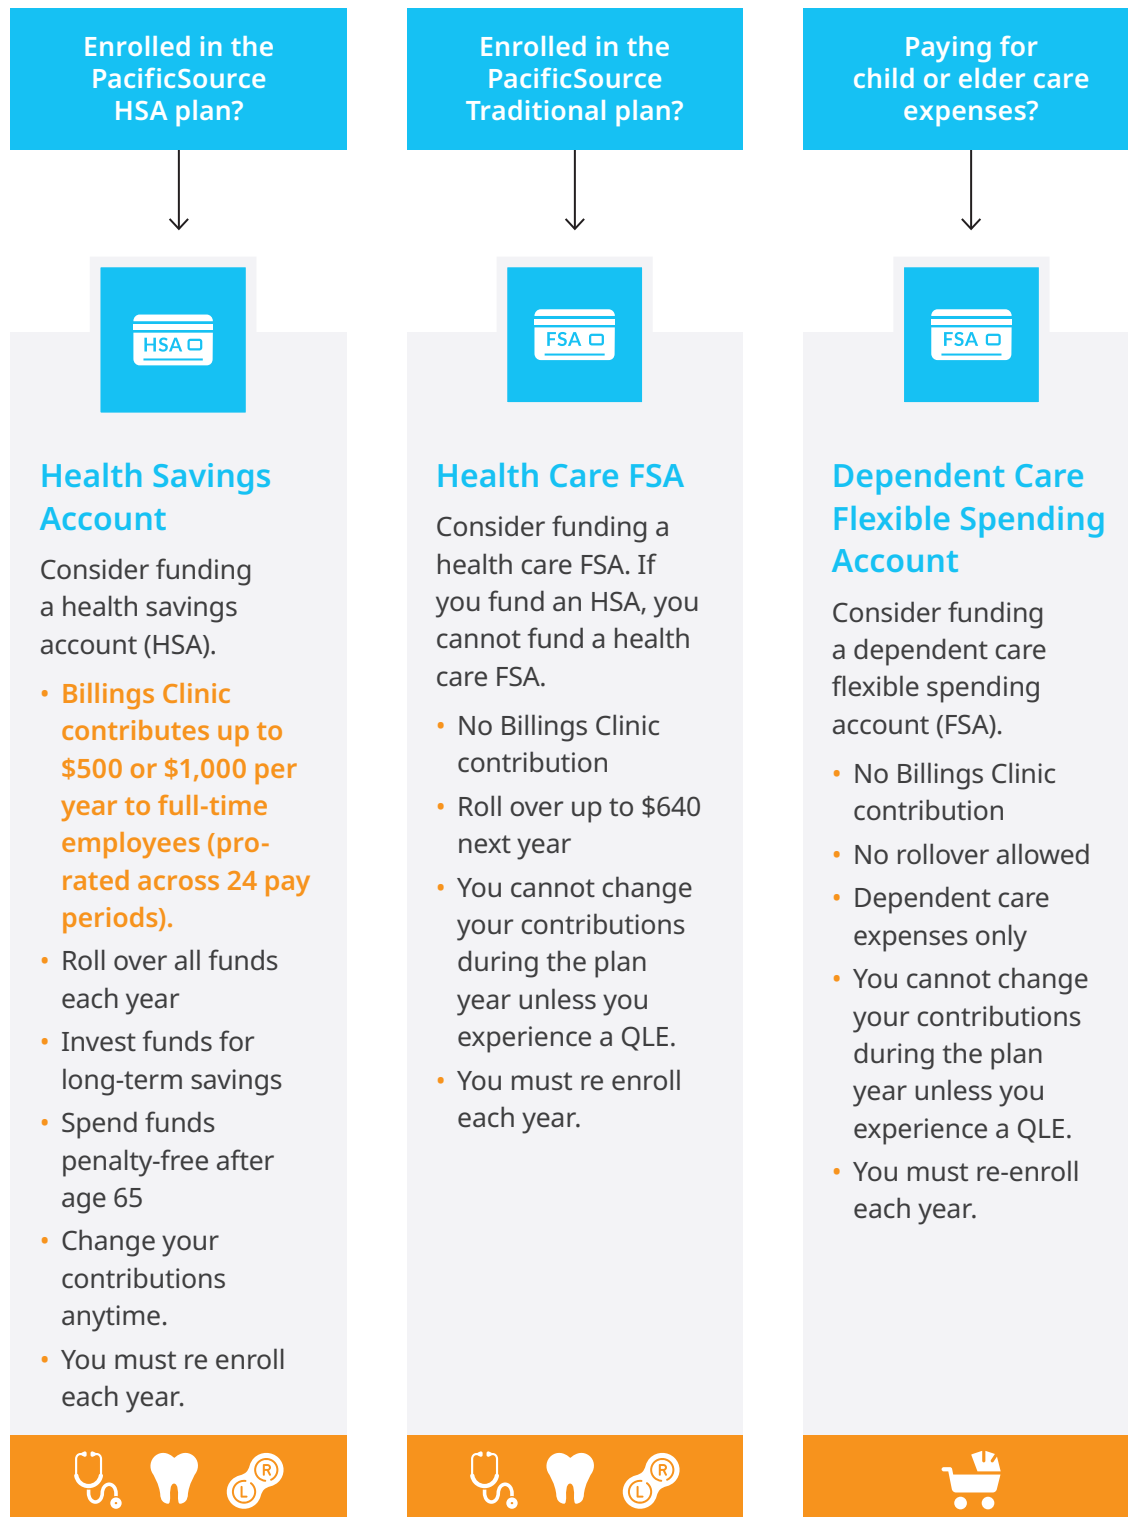 Enrolled in the
PacificSource
HSA plan?
HSA
Health Savings
Account
Consider funding
a health savings
account (HSA).
• Billings Clinic
contributes up to
$500 or $1,000 per
year to full-time
employees (pro-
rated across 24 pay
periods).
• Roll over all funds
each year
• Invest funds for
long-term savings
• Spend funds
penalty-free after
age 65
• Change your
contributions
anytime.
• You must re enroll
each year.
L R
Enrolled in the
PacificSource
Traditional plan?
FSA
Health Care FSA
Consider funding a
health care FSA. If
you fund an HSA, you
cannot fund a health
care FSA.
• No Billings Clinic
contribution
• Roll over up to $640
next year
• You cannot change
your contributions
during the plan
year unless you
experience a QLE.
• You must re enroll
each year.
L R
Paying for
child or elder care
expenses?
FSA
Dependent Care
Flexible Spending
Account
Consider funding
a dependent care
flexible spending
account (FSA).
• No Billings Clinic
contribution
• No rollover allowed
• Dependent care
expenses only
• You cannot change
your contributions
during the plan
year unless you
experience a QLE.
• You must re-enroll
each year.